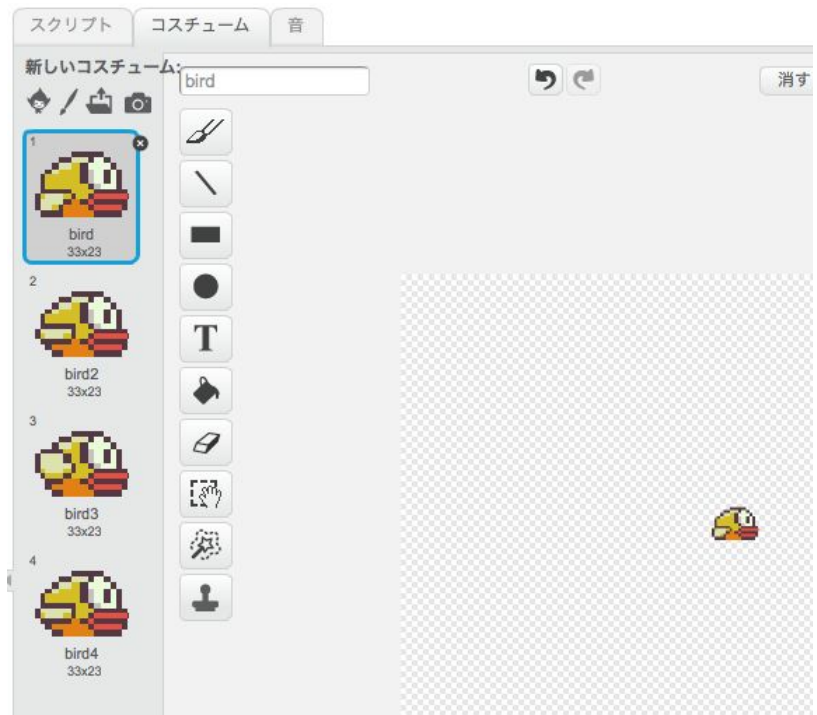 スクリプト
コスチューム
音
新しいコスチューム:
bird
消す
1
bird
33x23
2
bird2
33x23
3
bird3
33x23
4
bird4
33x23
T